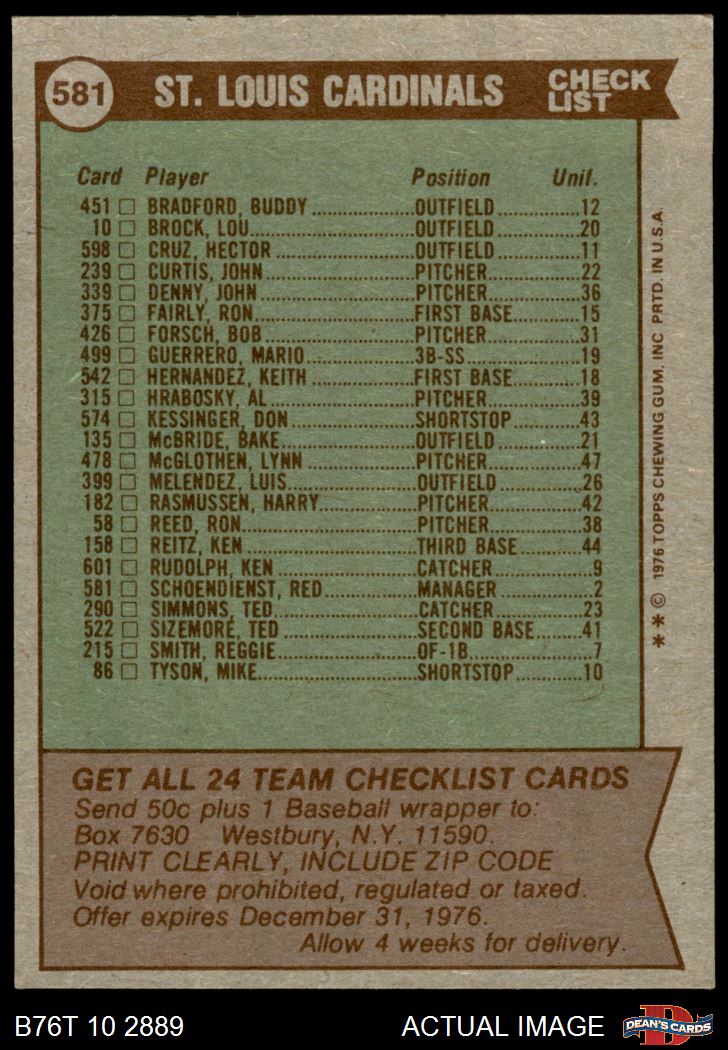 581 ST. LOUIS CARDINALS CHECK
LIST
Card Player Position Unif.
451 □ BRADFORD, BUDDY....................OUTFIELD................12
10 □ BROCK, LOU................................OUTFIELD................20
598 □ CRUZ, HECTOR...........................OUTFIELD................11
239 □ CURTIS, JOHN............................PITCHER..................22
339 □ DENNY, JOHN.............................PITCHER..................36
375 □ FAIRLY, RON...............................FIRST BASE.............15
426 □ FORSCH, BOB.............................PITCHER..................31
499 □ GUERRERO, MARIO...................3B-SS......................19
542 □ HERNANDEZ, KEITH...................FIRST BASE.............18
315 □ HRABOSKY, AL...........................PITCHER..................39
574 □ KESSINGER, DON.......................SHORTSTOP.............43
135 □ McBRIDE, BAKE.........................OUTFIELD................21
478 □ McGLOTHEN, LYNN...................PITCHER..................47
399 □ MELENDEZ, LUIS.......................OUTFIELD................26
182 □ RASMUSSEN, HARRY.................PITCHER..................42
58 □ REED, RON.................................PITCHER..................38
158 □ REITZ, KEN.................................THIRD BASE.............44
601 □ RUDOLPH, KEN..........................CATCHER..................9
581 □ SCHOENDIENST, RED.................MANAGER..................2
290 □ SIMMONS, TED...........................CATCHER.................23
522 □ SIZEMORE, TED..........................SECOND BASE..........41
215 □ SMITH, REGGIE..........................OF-1B.......................7
86 □ TYSON, MIKE..............................SHORTSTOP.............10
* * © 1976 TOPPS CHEWING GUM, INC PRTD. IN U.S.A.
GET ALL 24 TEAM CHECKLIST CARDS
Send 50c plus 1 Baseball wrapper to:
Box 7630 Westbury, N.Y. 11590.
PRINT CLEARLY, INCLUDE ZIP CODE
Void where prohibited, regulated or taxed.
Offer expires December 31, 1976.
Allow 4 weeks for delivery.
B76T 10 2889 ACTUAL IMAGE D DEAN'S CARDS